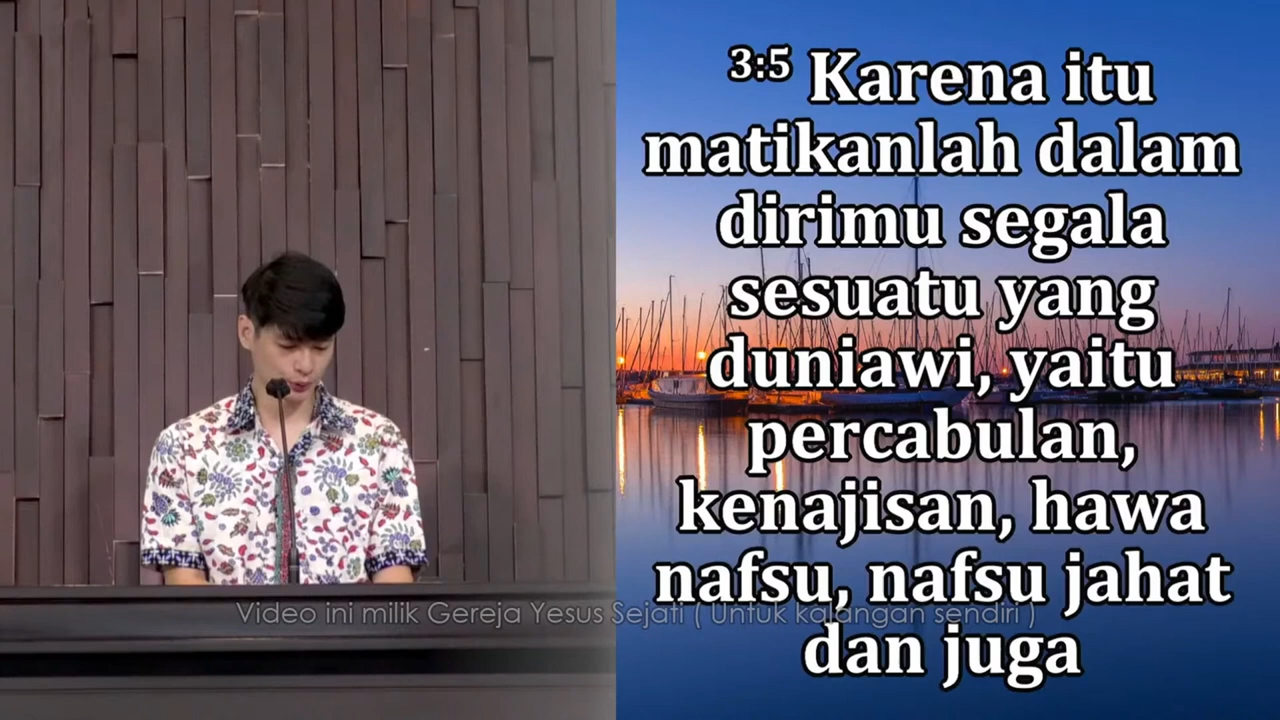 3:5 Karena itu
matikanlah dalam
dirimu segala
sesuatu yang
duniawi, yaitu
percabulan,
kenajisan, hawa
nafsu, nafsu jahat
dan juga
Video ini milik Gereja Yesus Sejati ( Untuk kalangan sendiri )